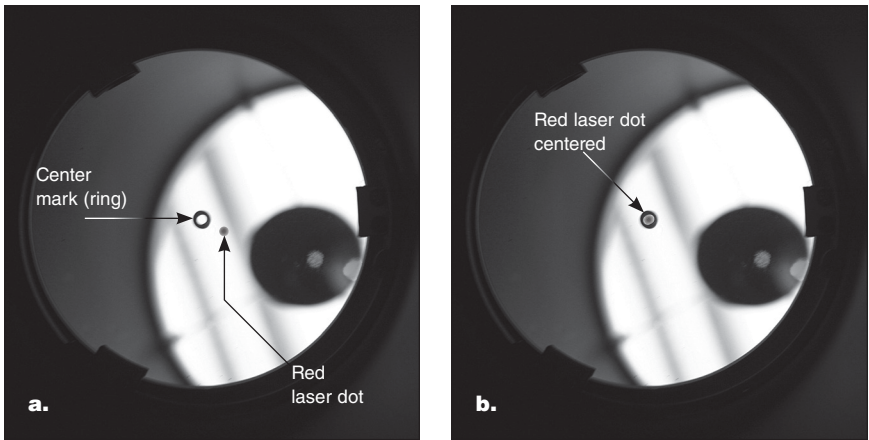 Center
mark (ring)
Red
laser dot
a.
Red laser dot
centered
b.